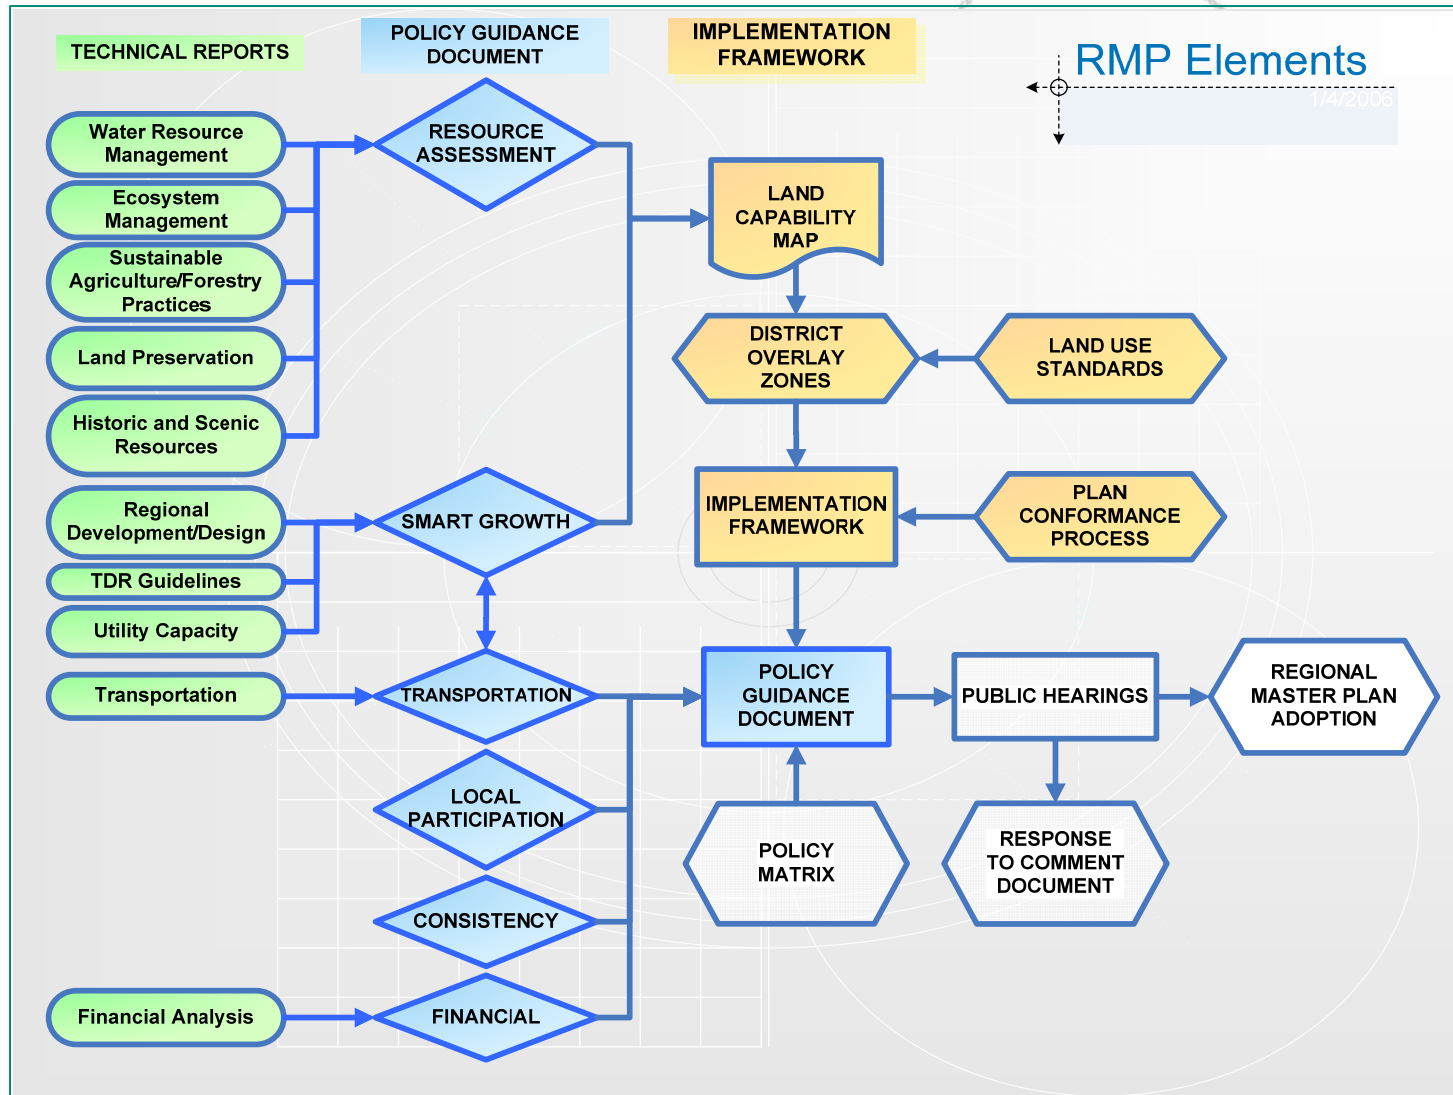 TECHNICAL REPORTS
POLICY GUIDANCE
DOCUMENT
IMPLEMENTATION
FRAMEWORK
RMP Elements
1/4/2006
Water Resource
Management
Ecosystem
Management
Sustainable
Agriculture/Forestry
Practices
Land Preservation
Historic and Scenic
Resources
Regional
Development/Design
TDR Guidelines
Utility Capacity
Transportation
Financial Analysis
RESOURCE
ASSESSMENT
SMART GROWTH
TRANSPORTATION
LOCAL
PARTICIPATION
CONSISTENCY
FINANCIAL
LAND
CAPABILITY
MAP
DISTRICT
OVERLAY
ZONES
LAND USE
STANDARDS
IMPLEMENTATION
FRAMEWORK
PLAN
CONFORMANCE
PROCESS
POLICY
GUIDANCE
DOCUMENT
PUBLIC HEARINGS
REGIONAL
MASTER PLAN
ADOPTION
POLICY
MATRIX
RESPONSE
TO COMMENT
DOCUMENT